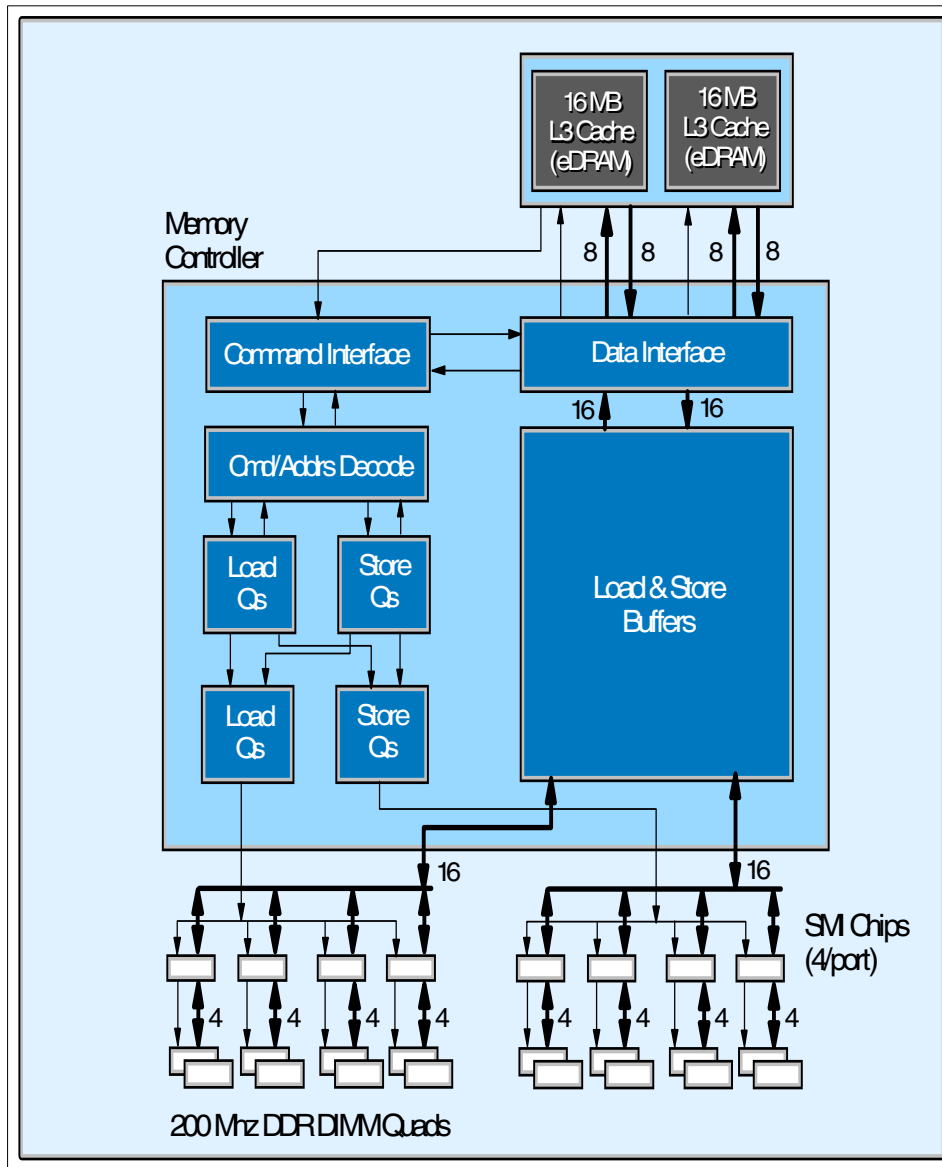 16 MB
L3 Cache
(eDRAM)
16 MB
L3 Cache
(eDRAM)
Memory
Controller
8
8
8
8
Command Interface
Data Interface
16
16
Cmd/Addrs Decode
Load
Qs
Store
Qs
Load & Store
Buffers
Load
Qs
Store
Qs
16
16
SMI Chips
(4/port)
4
4
4
4
4
4
4
4
200 Mhz DDR DIMM Quads